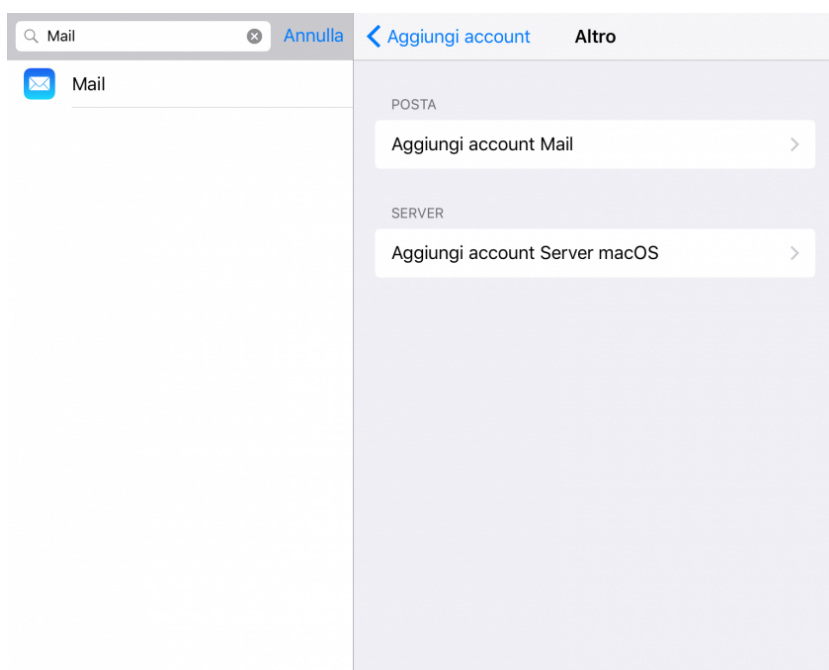 Mail
Annulla
Mail
Aggiungi account
Altro
POSTA
Aggiungi account Mail
SERVER
Aggiungi account Server macOS